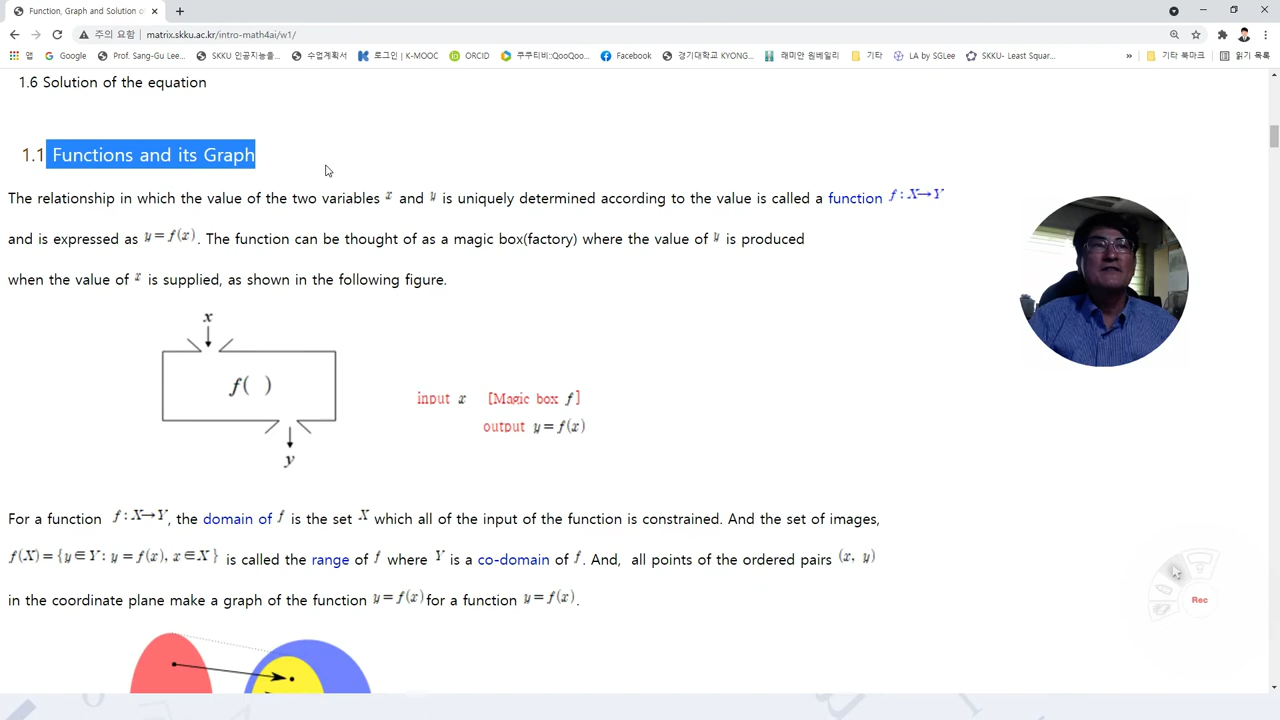 Function, Graph and Solution of
주의 요함 | matrix.skku.ac.kr/intro-math4ai/w1/
앱 Google Prof. Sang-Gu Lee... SKKU 인공지능을... 수업계획서 로그인 | K-MOOC ORCID 쿠쿠티비::QooQoo... Facebook 경기대학교 KYONG... 래미안 원베일리 기타 LA by SGLee SKKU- Least Squar... » 기타 북마크 읽기 목록
1.6 Solution of the equation
1.1 Functions and its Graph
The relationship in which the value of the two variables x and y is uniquely determined according to the value is called a function f : X→Y
and is expressed as y = f(x). The function can be thought of as a magic box(factory) where the value of y is produced
when the value of x is supplied, as shown in the following figure.
x
f( )
y
input x [Magic box f]
output y = f(x)
For a function f : X→Y, the domain of f is the set X which all of the input of the function is constrained. And the set of images,
f(X) = {y ∈ Y : y = f(x), x ∈ X } is called the range of f where Y is a co-domain of f. And, all points of the ordered pairs (x, y)
in the coordinate plane make a graph of the function y = f(x) for a function y = f(x).
Rec